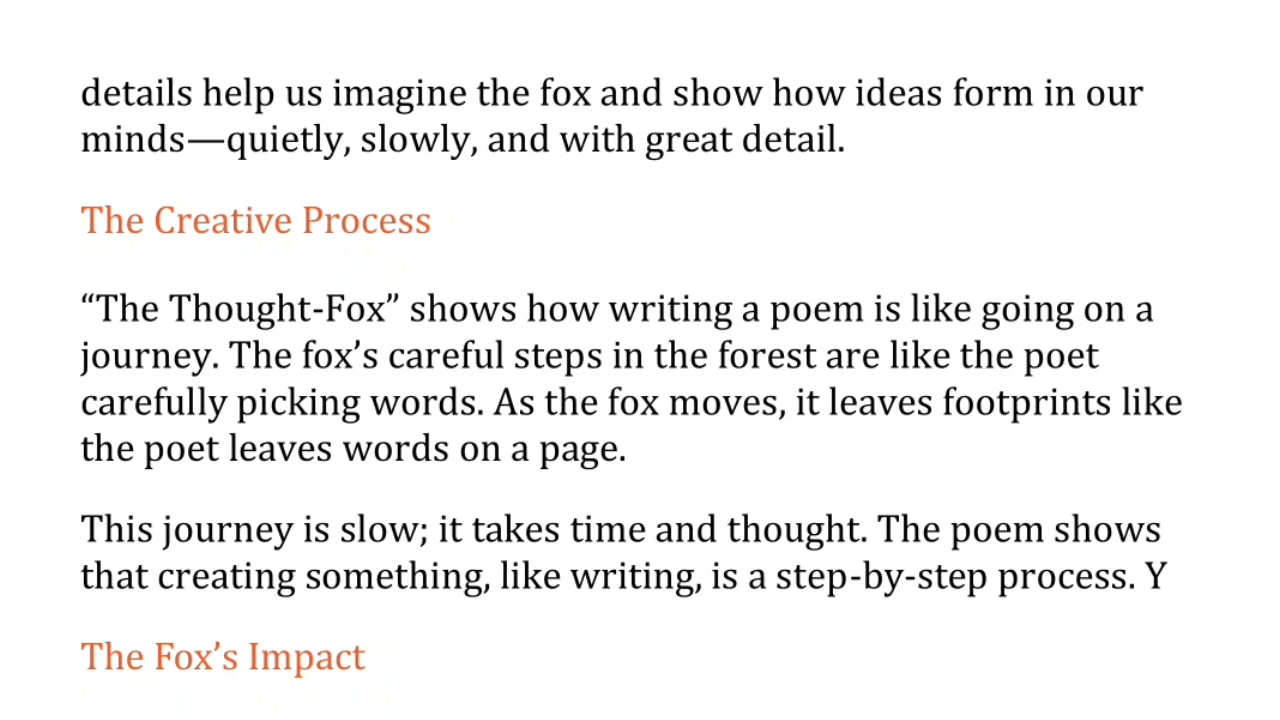 details help us imagine the fox and show how ideas form in our
minds—quietly, slowly, and with great detail.
The Creative Process
“The Thought-Fox” shows how writing a poem is like going on a
journey. The fox’s careful steps in the forest are like the poet
carefully picking words. As the fox moves, it leaves footprints like
the poet leaves words on a page.
This journey is slow; it takes time and thought. The poem shows
that creating something, like writing, is a step-by-step process. Y
The Fox’s Impact